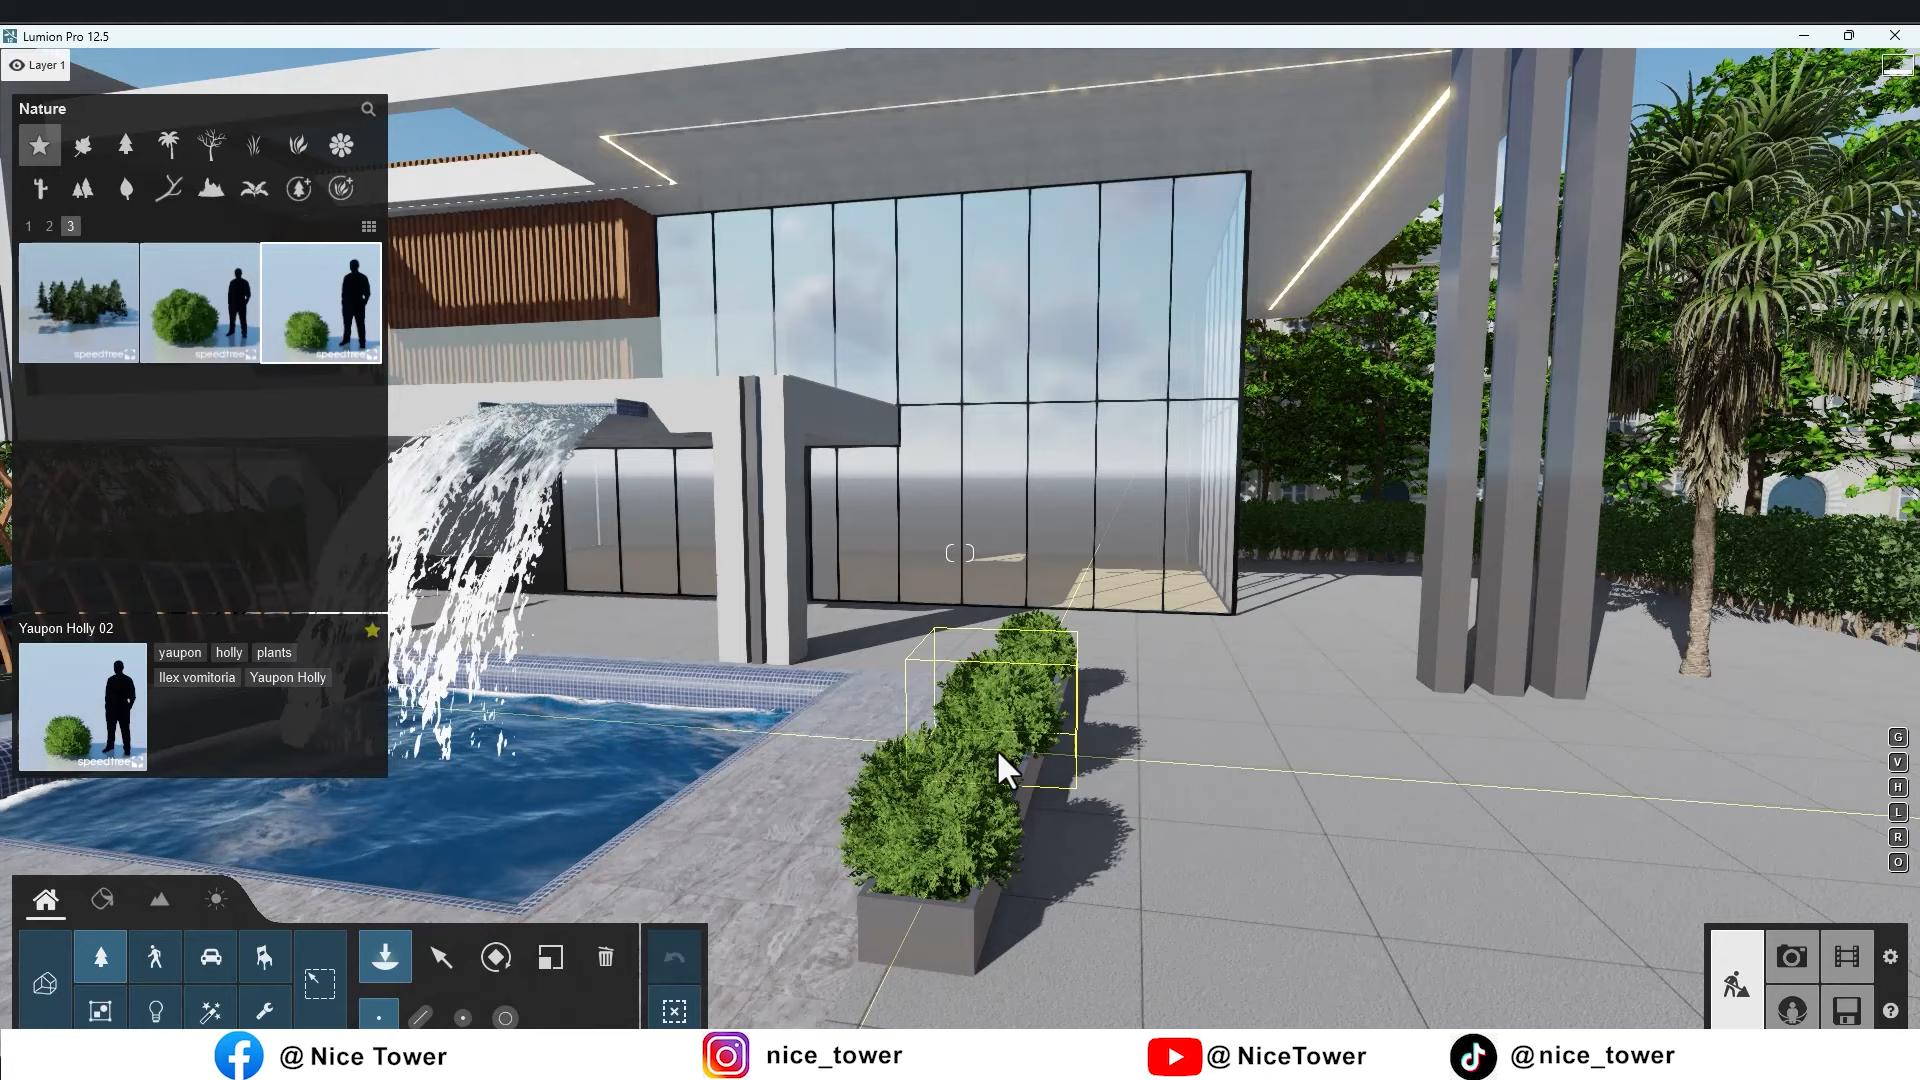 Lumion Pro 12.5
Layer 1
Nature
1 2 3
speedtree speedtree speedtree
Yaupon Holly 02
yaupon holly plants
Ilex vomitoria Yaupon Holly
speedtree
G
V
H
L
R
O
?
@ Nice Tower nice_tower @ NiceTower @nice_tower